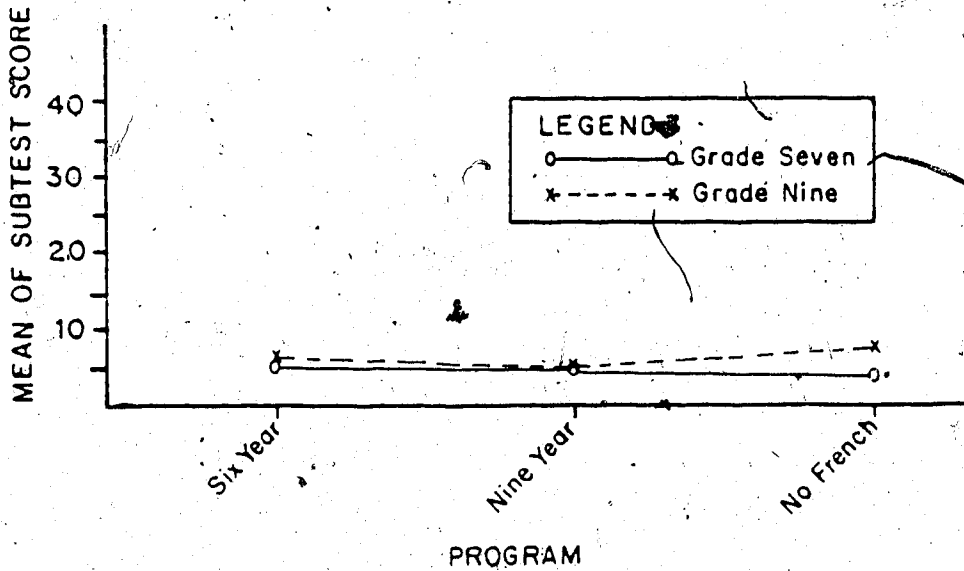 MEAN OF SUBTEST SCORE
40
30
20
10
LEGEND
Grade Seven
Grade Nine
Six Year
Nine Year
No French
PROGRAM